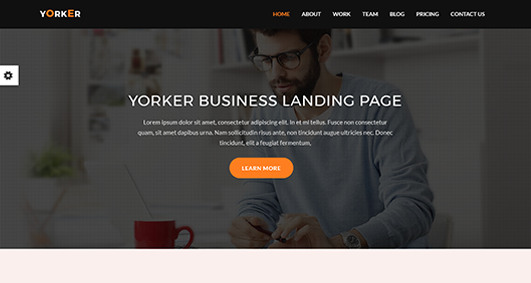 YORKER
HOME ABOUT WORK TEAM BLOG PRICING CONTACT US
YORKER BUSINESS LANDING PAGE
Lorem ipsum dolor sit amet, consectetur adipiscing elit. In et mi tellus. Fusce non consectetur
quam, sit amet dapibus urna. Nam sollicitudin risus ante, non tincidunt augue ultricies nec. Donec
tincidunt, elit a feugiat fermentum,
LEARN MORE